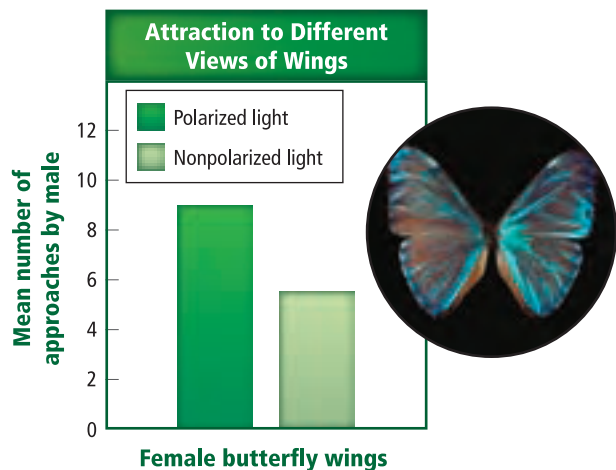 Attraction to Different
Views of Wings
Polarized light
Nonpolarized light
Mean number of
approaches by male
12
10
8
6
4
2
0
Female butterfly wings